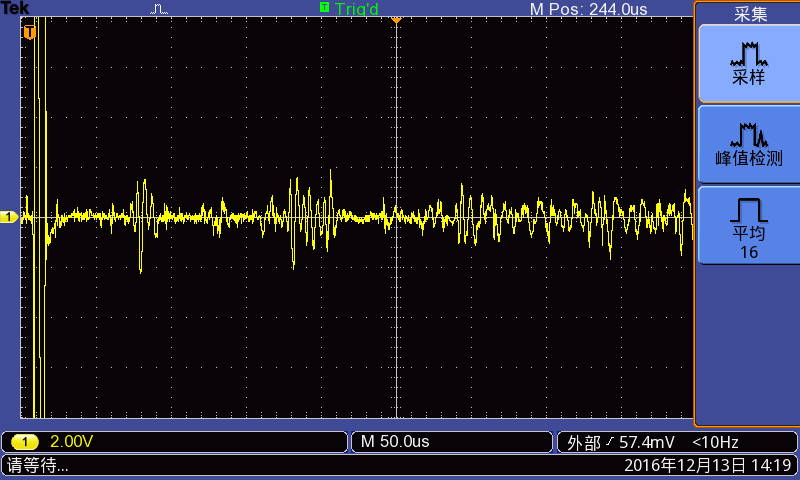 Tek
T Trig'd
M Pos: 244.0us
采集
T
采样
峰值检测
1
平均
16
1 2.00V
M 50.0us
外部 57.4mV <10Hz
请等待...
2016年12月13日 14:19